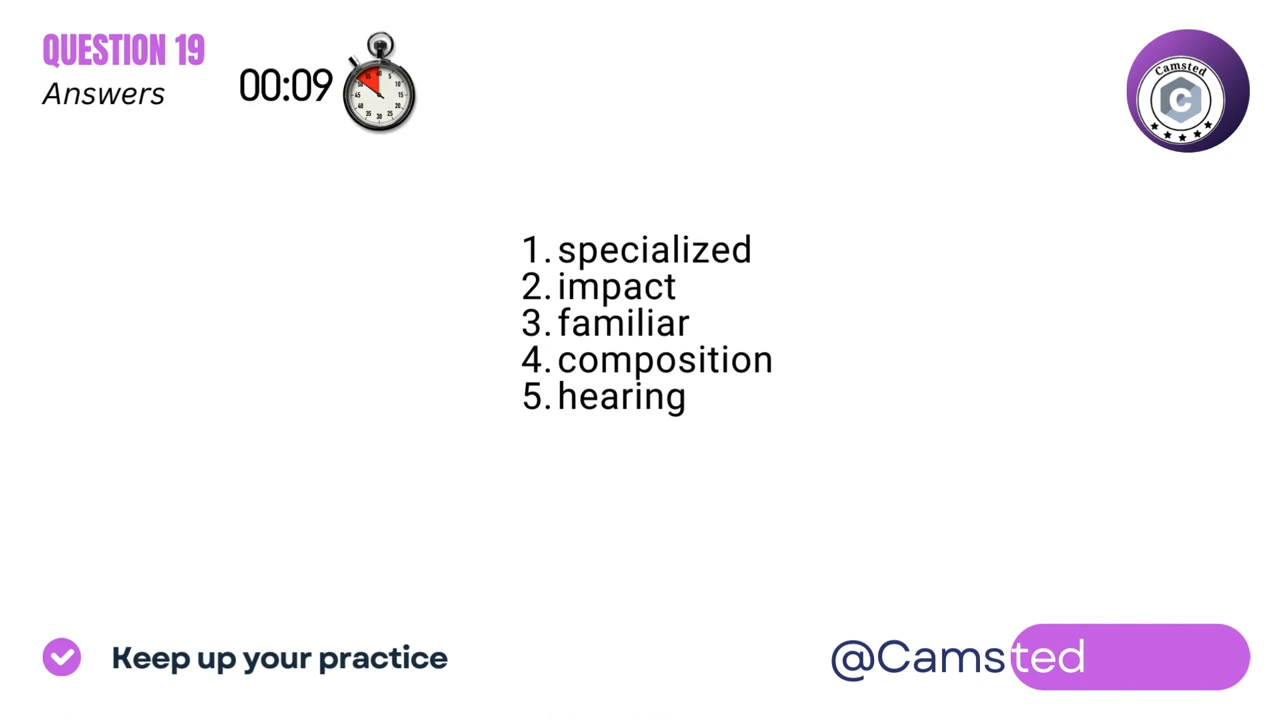 QUESTION 19
Answers
00:09
Camsted
C
1. specialized
2. impact
3. familiar
4. composition
5. hearing
Keep up your practice
@Camsted